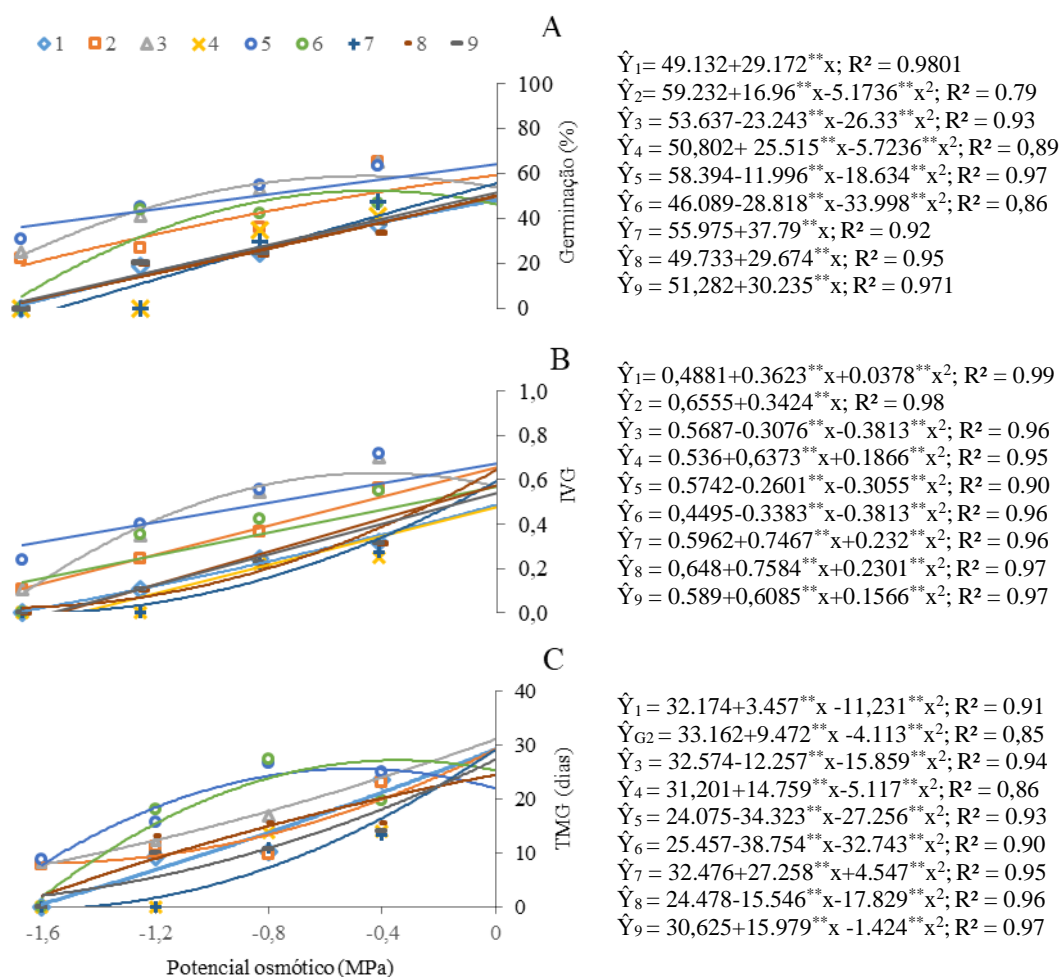 A
1 2 3 4 5 6 7 8 9
100
80
60
40
20
0
Germinação (%)
Ŷ1= 49.132+29.172**x; R² = 0.9801
Ŷ2= 59.232+16.96**x-5.1736**x²; R² = 0.79
Ŷ3 = 53.637-23.243**x-26.33**x²; R² = 0.93
Ŷ4 = 50,802+ 25.515**x-5.7236**x²; R² = 0,89
Ŷ5 = 58.394-11.996**x-18.634**x²; R² = 0.97
Ŷ6 = 46.089-28.818**x-33.998**x²; R² = 0,86
Ŷ7 = 55.975+37.79**x; R² = 0.92
Ŷ8 = 49.733+29.674**x; R² = 0.95
Ŷ9 = 51,282+30.235**x; R² = 0.971
B
1,0
0,8
0,6
0,4
0,2
0,0
IVG
Ŷ1= 0,4881+0.3623**x+0.0378**x²; R² = 0.99
Ŷ2 = 0,6555+0.3424**x; R² = 0.98
Ŷ3 = 0.5687-0.3076**x-0.3813**x²; R² = 0.96
Ŷ4 = 0.536+0,6373**x+0.1866**x²; R² = 0.95
Ŷ5 = 0.5742-0.2601**x-0.3055**x²; R² = 0.90
Ŷ6 = 0,4495-0.3383**x-0.3813**x²; R² = 0.96
Ŷ7 = 0.5962+0.7467**x+0.232**x²; R² = 0.96
Ŷ8 = 0,648+0.7584**x+0.2301**x²; R² = 0.97
Ŷ9 = 0.589+0,6085**x+0.1566**x²; R² = 0.97
C
40
30
20
10
0
TMG (dias)
Ŷ1 = 32.174+3.457**x -11,231**x²; R² = 0.91
ŶG2 = 33.162+9.472**x -4.113**x²; R² = 0,85
Ŷ3 = 32.574-12.257**x-15.859**x²; R² = 0.94
Ŷ4 = 31,201+14.759**x-5.117**x²; R² = 0,86
Ŷ5 = 24.075-34.323**x-27.256**x²; R² = 0.93
Ŷ6 = 25.457-38.754**x-32.743**x²; R² = 0.90
Ŷ7 = 32.476+27.258**x+4.547**x²; R² = 0.95
Ŷ8 = 24.478-15.546**x-17.829**x²; R² = 0.96
Ŷ9 = 30,625+15.979**x -1.424**x²; R² = 0.97
-1,6 -1,2 -0,8 -0,4 0
Potencial osmótico (MPa)